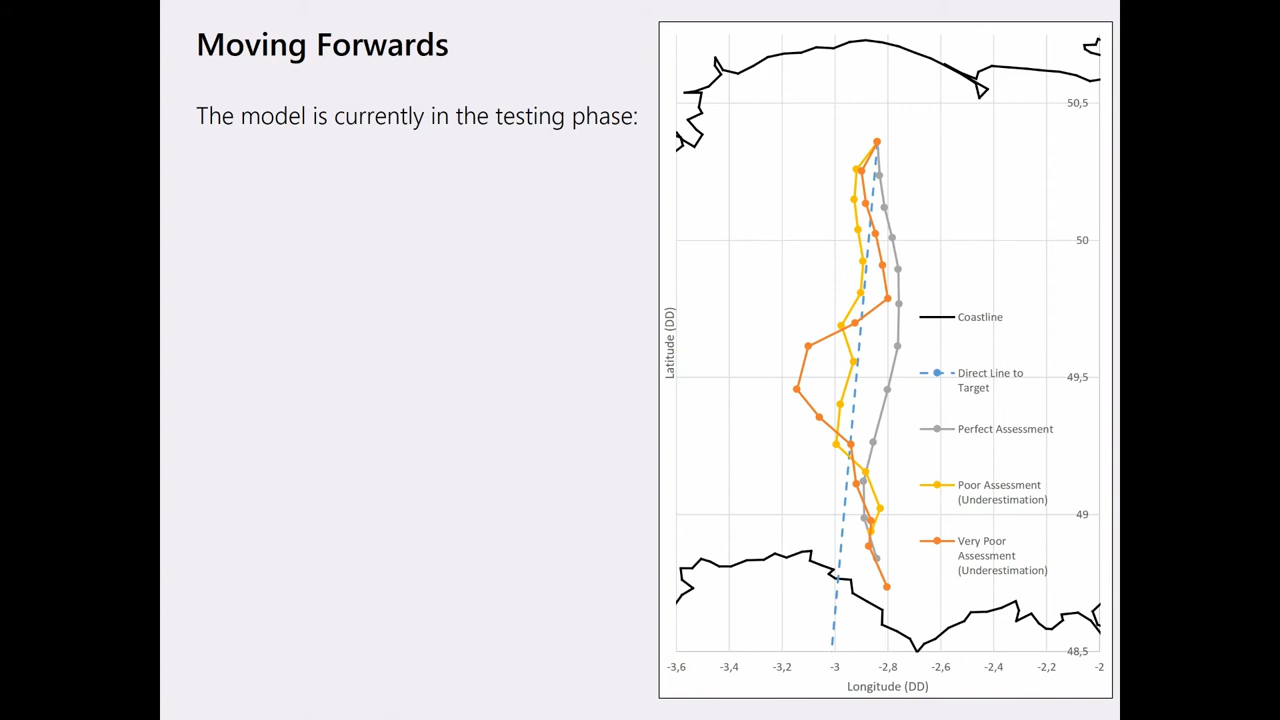 Moving Forwards
The model is currently in the testing phase:
50,5
50
49,5
49
48,5
Latitude (DD)
Coastline
Direct Line to
Target
Perfect Assessment
Poor Assessment
(Underestimation)
Very Poor
Assessment
(Underestimation)
-3,6
-3,4
-3,2
-3
-2,8
-2,6
-2,4
-2,2
-2
Longitude (DD)